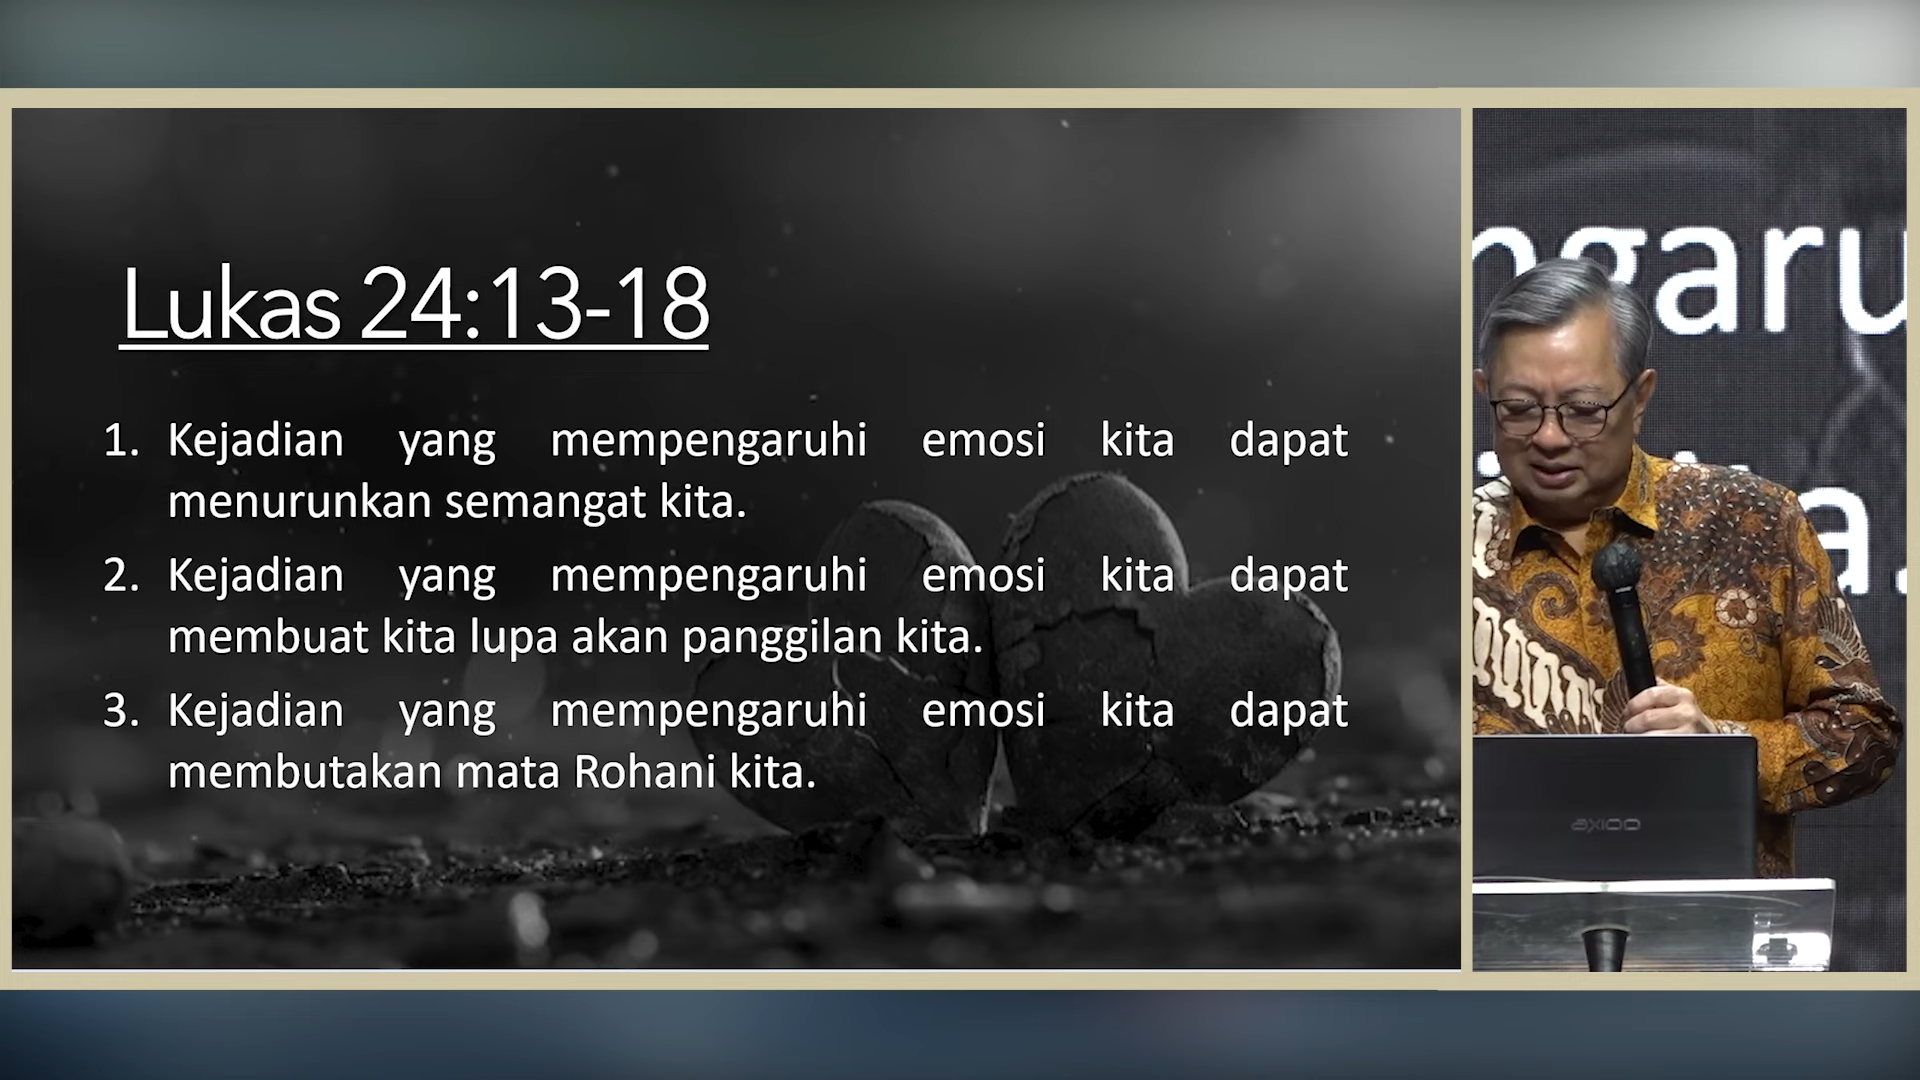 Lukas 24:13-18
1. Kejadian yang mempengaruhi emosi kita dapat
menurunkan semangat kita.
2. Kejadian yang mempengaruhi emosi kita dapat
membuat kita lupa akan panggilan kita.
3. Kejadian yang mempengaruhi emosi kita dapat
membutakan mata Rohani kita.
ngaru
a.
AXIOO